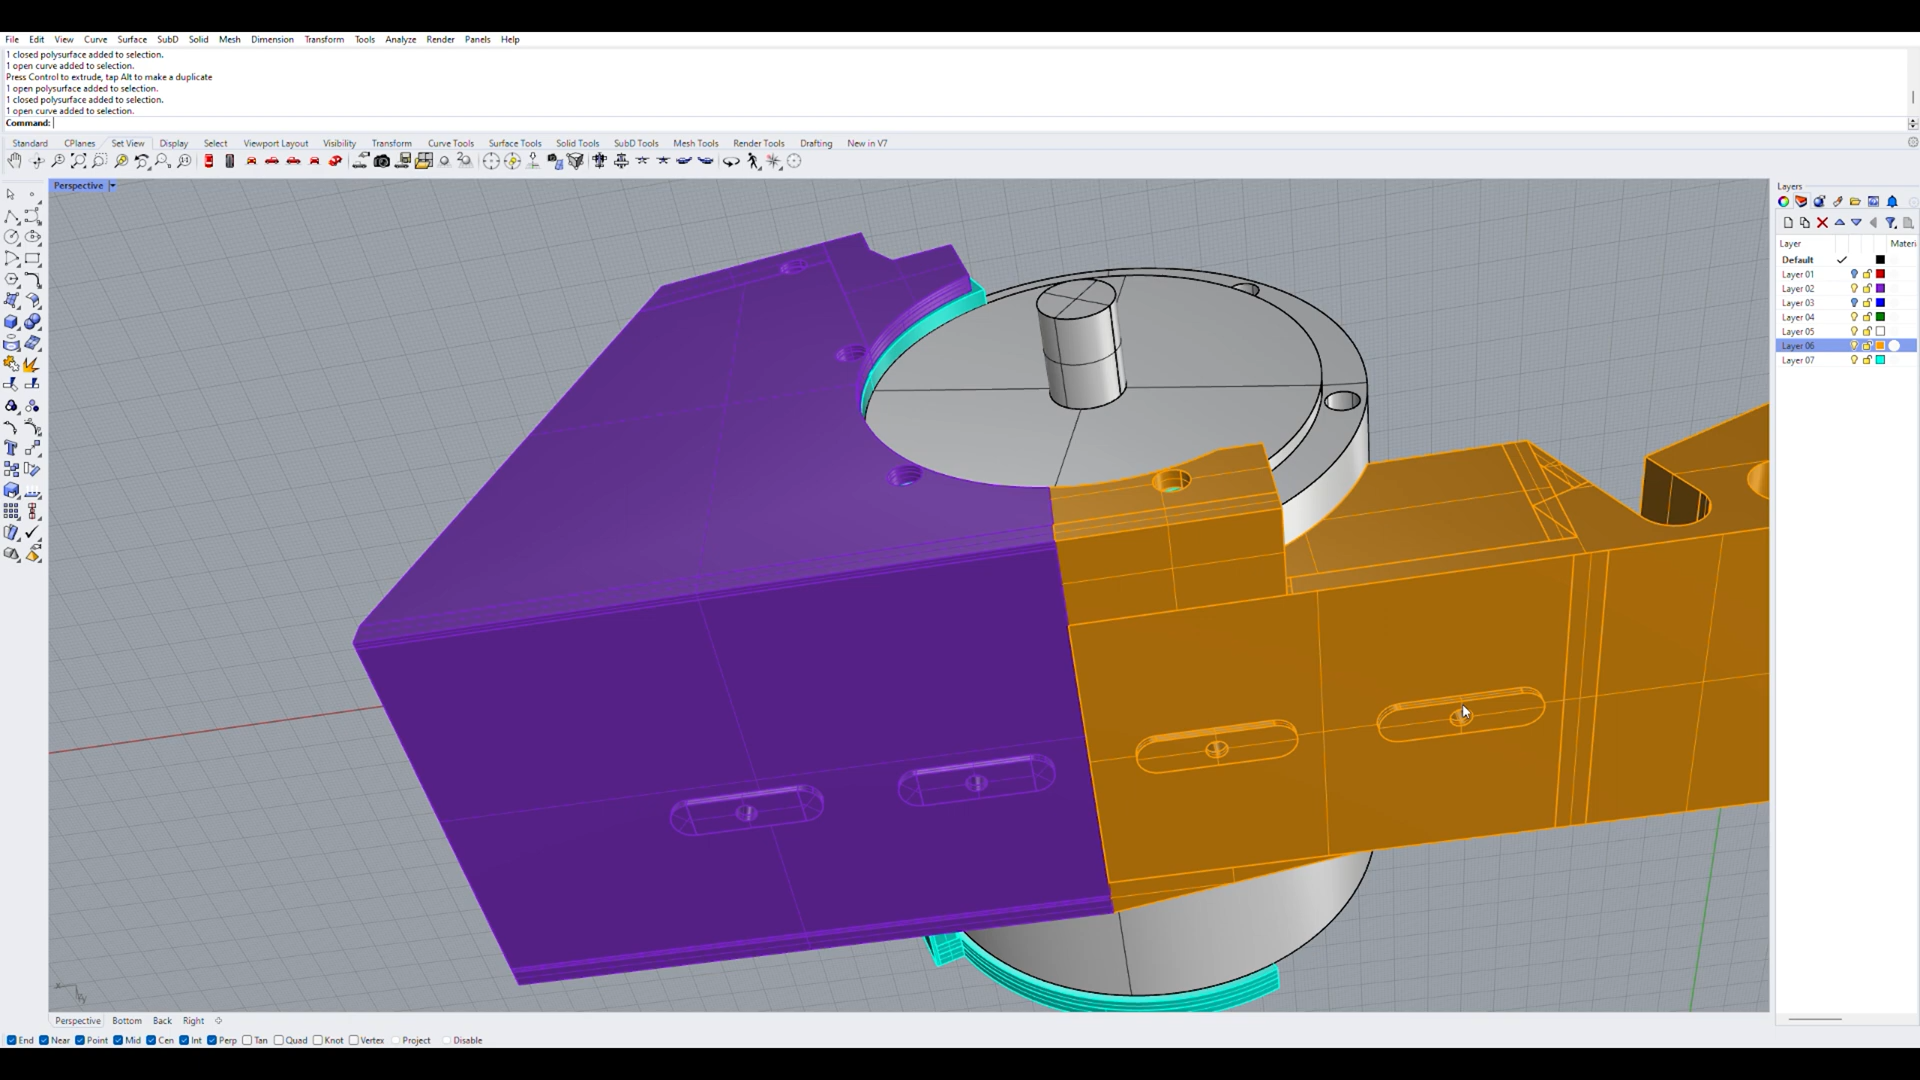 File Edit View Curve Surface SubD Solid Mesh Dimension Transform Tools Analyze Render Panels Help
1 closed polysurface added to selection.
1 open curve added to selection.
Press Control to extrude, tap Alt to make a duplicate
1 open polysurface added to selection.
1 closed polysurface added to selection.
1 open curve added to selection.
Command:
Standard CPlanes Set View Display Select Viewport Layout Visibility Transform Curve Tools Surface Tools Solid Tools SubD Tools Mesh Tools Render Tools Drafting New in V7
Perspective
Layers
Layer Materi
Default
Layer 01
Layer 02
Layer 03
Layer 04
Layer 05
Layer 06
Layer 07
x y
Perspective Bottom Back Right
End Near Point Mid Cen Int Perp Tan Quad Knot Vertex Project Disable